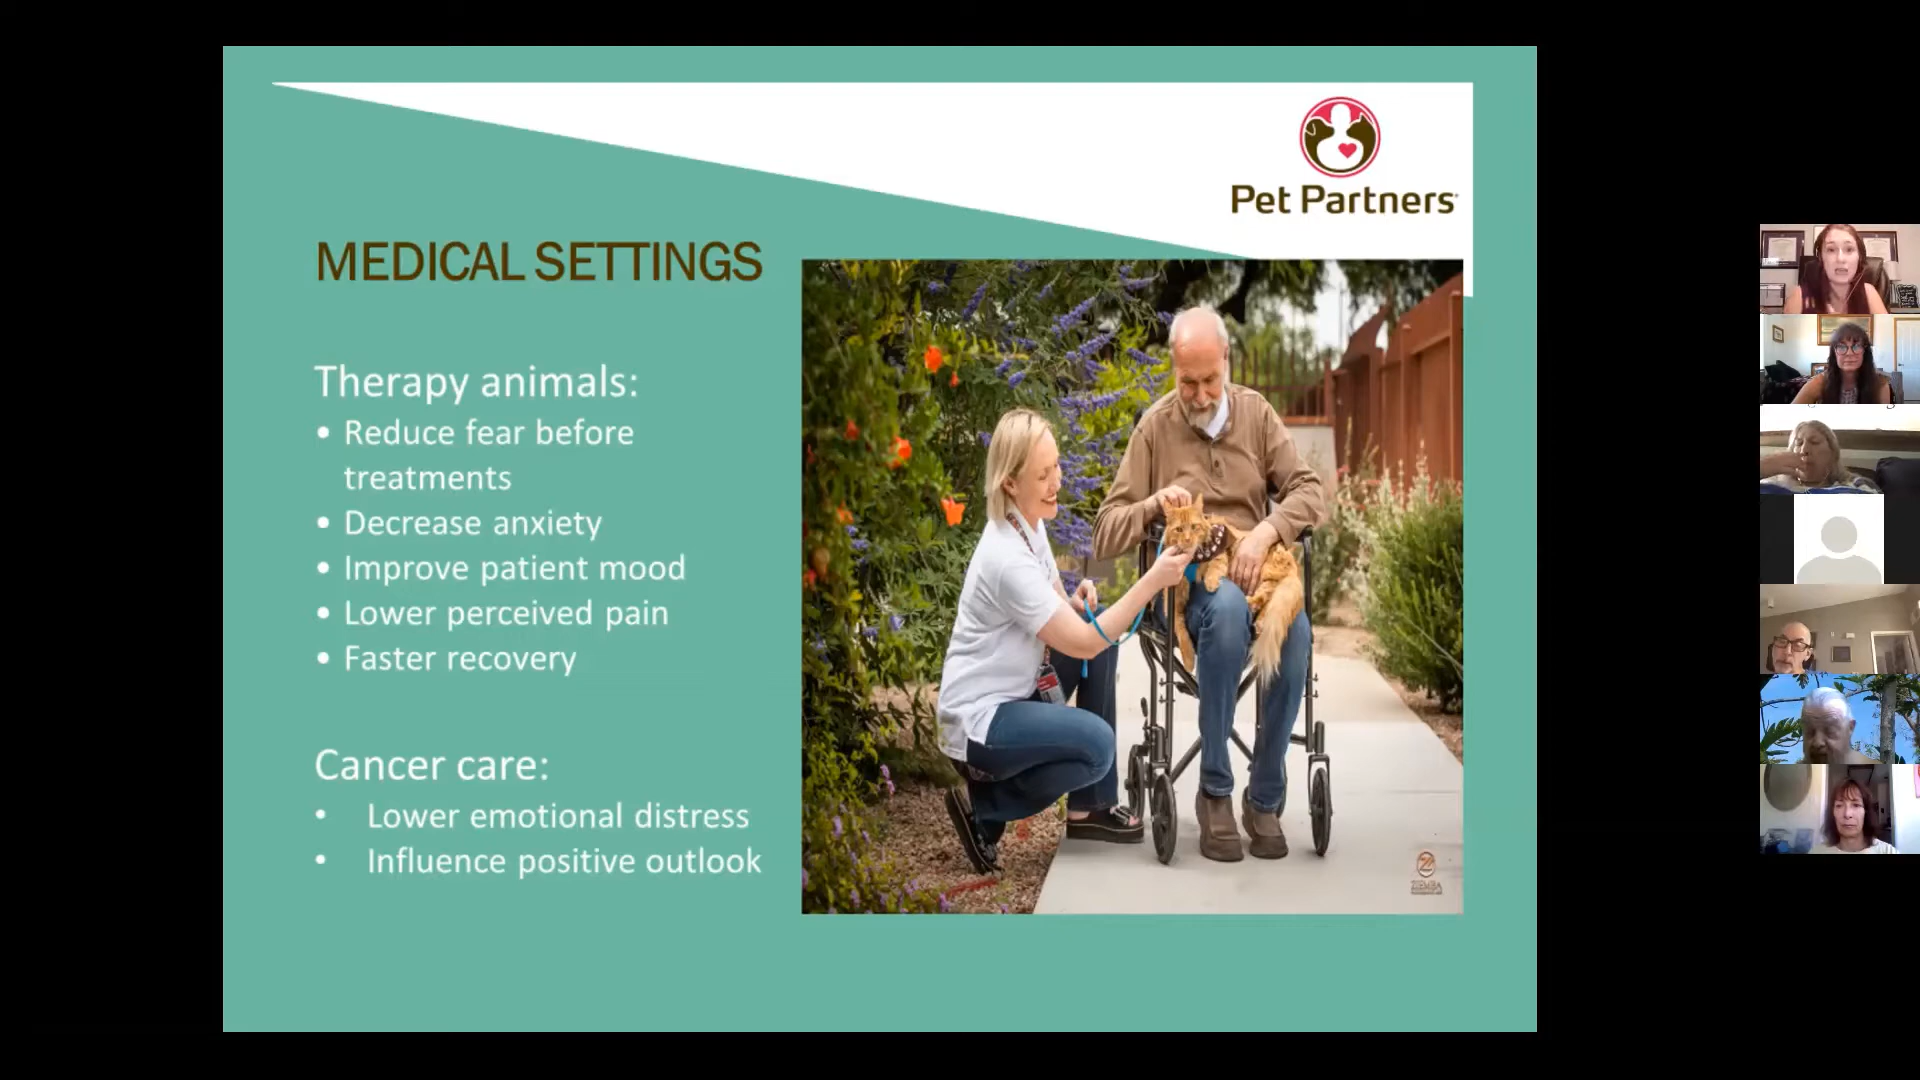 Pet Partners
MEDICAL SETTINGS
Therapy animals:
• Reduce fear before
treatments
• Decrease anxiety
• Improve patient mood
• Lower perceived pain
• Faster recovery
Cancer care:
• Lower emotional distress
• Influence positive outlook
ZIEMBA